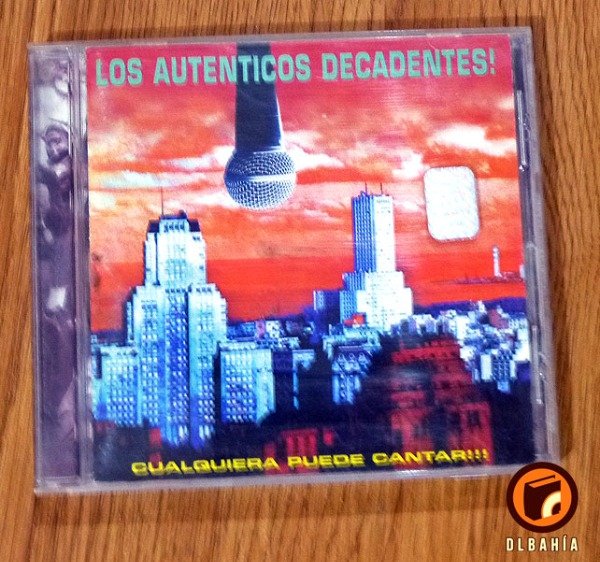 LOS AUTENTICOS DECADENTES!
CUALQUIERA PUEDE CANTAR!!!
DLBAHÍA